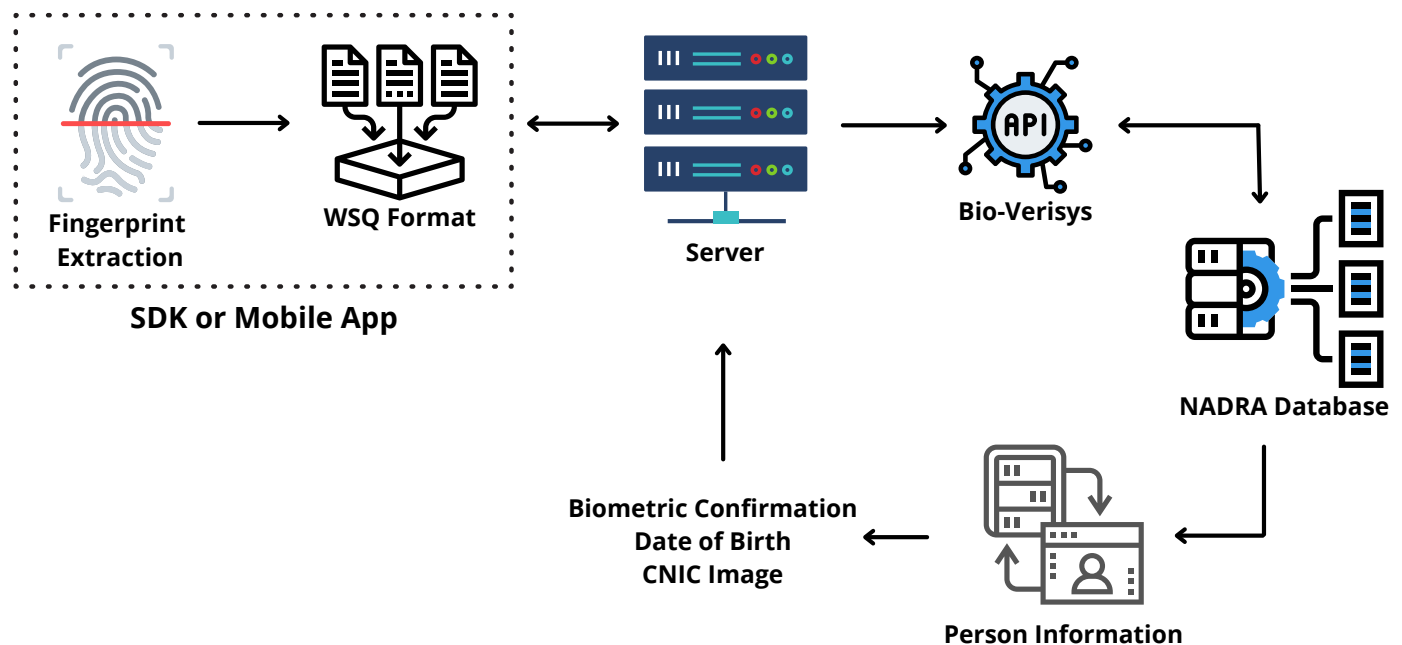 Fingerprint
Extraction
WSQ Format
SDK or Mobile App
Server
API
Bio-Verisys
NADRA Database
Person Information
Biometric Confirmation
Date of Birth
CNIC Image